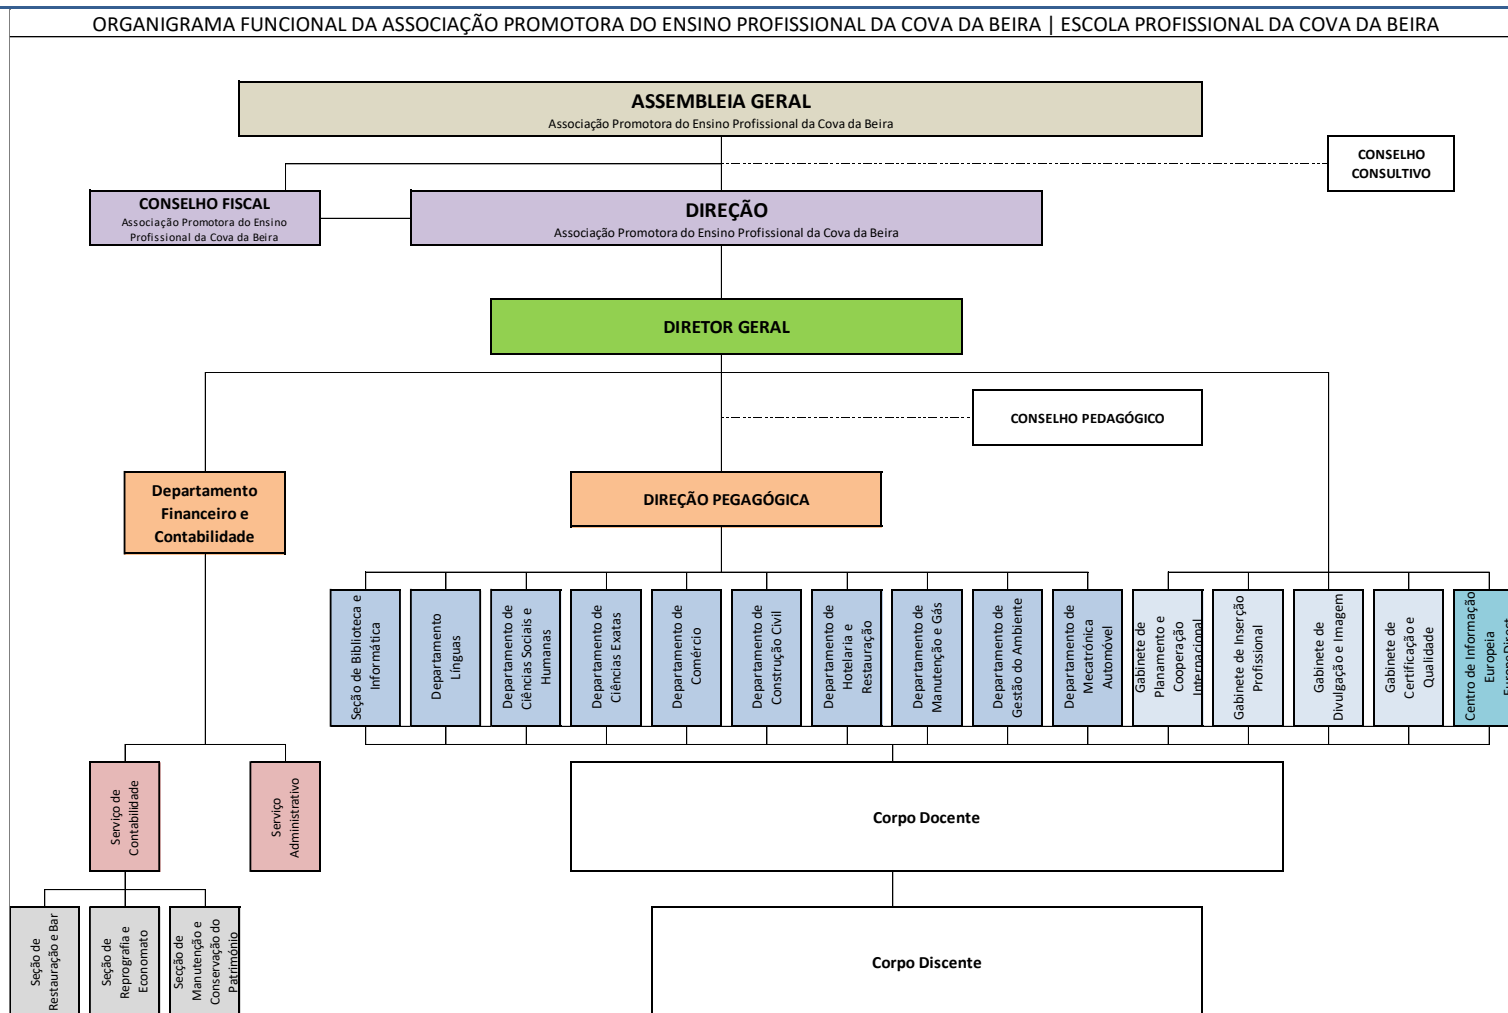 ORGANIGRAMA FUNCIONAL DA ASSOCIAÇÃO PROMOTORA DO ENSINO PROFISSIONAL DA COVA DA BEIRA | ESCOLA PROFISSIONAL DA COVA DA BEIRA
ASSEMBLEIA GERAL
Associação Promotora do Ensino Profissional da Cova da Beira
CONSELHO
CONSULTIVO
CONSELHO FISCAL
Associação Promotora do Ensino
Profissional da Cova da Beira
DIREÇÃO
Associação Promotora do Ensino Profissional da Cova da Beira
DIRETOR GERAL
CONSELHO PEDAGÓGICO
Departamento
Financeiro e
Contabilidade
DIREÇÃO PEGAGÓGICA
Seção de Biblioteca e
Informática
Departamento
Línguas
Departamento de
Ciências Sociais e
Humanas
Departamento de
Ciências Exatas
Departamento de
Comércio
Departamento de
Construção Civil
Departamento de
Hotelaria e
Restauração
Departamento de
Manutenção e Gás
Departamento de
Gestão do Ambiente
Departamento de
Mecatrónica
Automóvel
Gabinete de
Planamento e
Cooperação
Internacional
Gabinete de Inserção
Profissional
Gabinete de
Divulgação e Imagem
Gabinete de
Certificação e
Qualidade
Centro de Informação
Europeia
Serviço de
Contabilidade
Serviço
Administrativo
Corpo Docente
Seção de
Restauração e Bar
Seção de
Reprografia e
Economato
Secção de
Manutenção e
Conservação do
Património
Corpo Discente